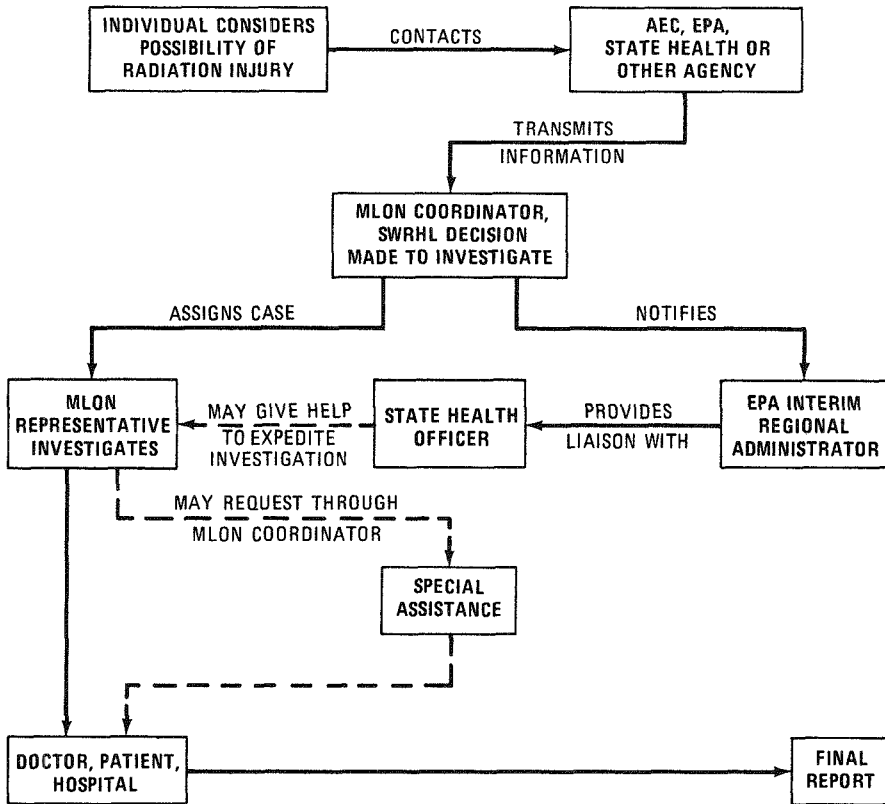 INDIVIDUAL CONSIDERS
POSSIBILITY OF
RADIATION INJURY
CONTACTS
AEC, EPA,
STATE HEALTH OR
OTHER AGENCY
TRANSMITS
INFORMATION
MLON COORDINATOR,
SWRHL DECISION
MADE TO INVESTIGATE
ASSIGNS CASE
NOTIFIES
MLON
REPRESENTATIVE
INVESTIGATES
MAY GIVE HELP
TO EXPEDITE
INVESTIGATION
STATE HEALTH
OFFICER
PROVIDES
LIAISON WITH
EPA INTERIM
REGIONAL
ADMINISTRATOR
MAY REQUEST THROUGH
MLON COORDINATOR
SPECIAL
ASSISTANCE
DOCTOR, PATIENT,
HOSPITAL
FINAL
REPORT